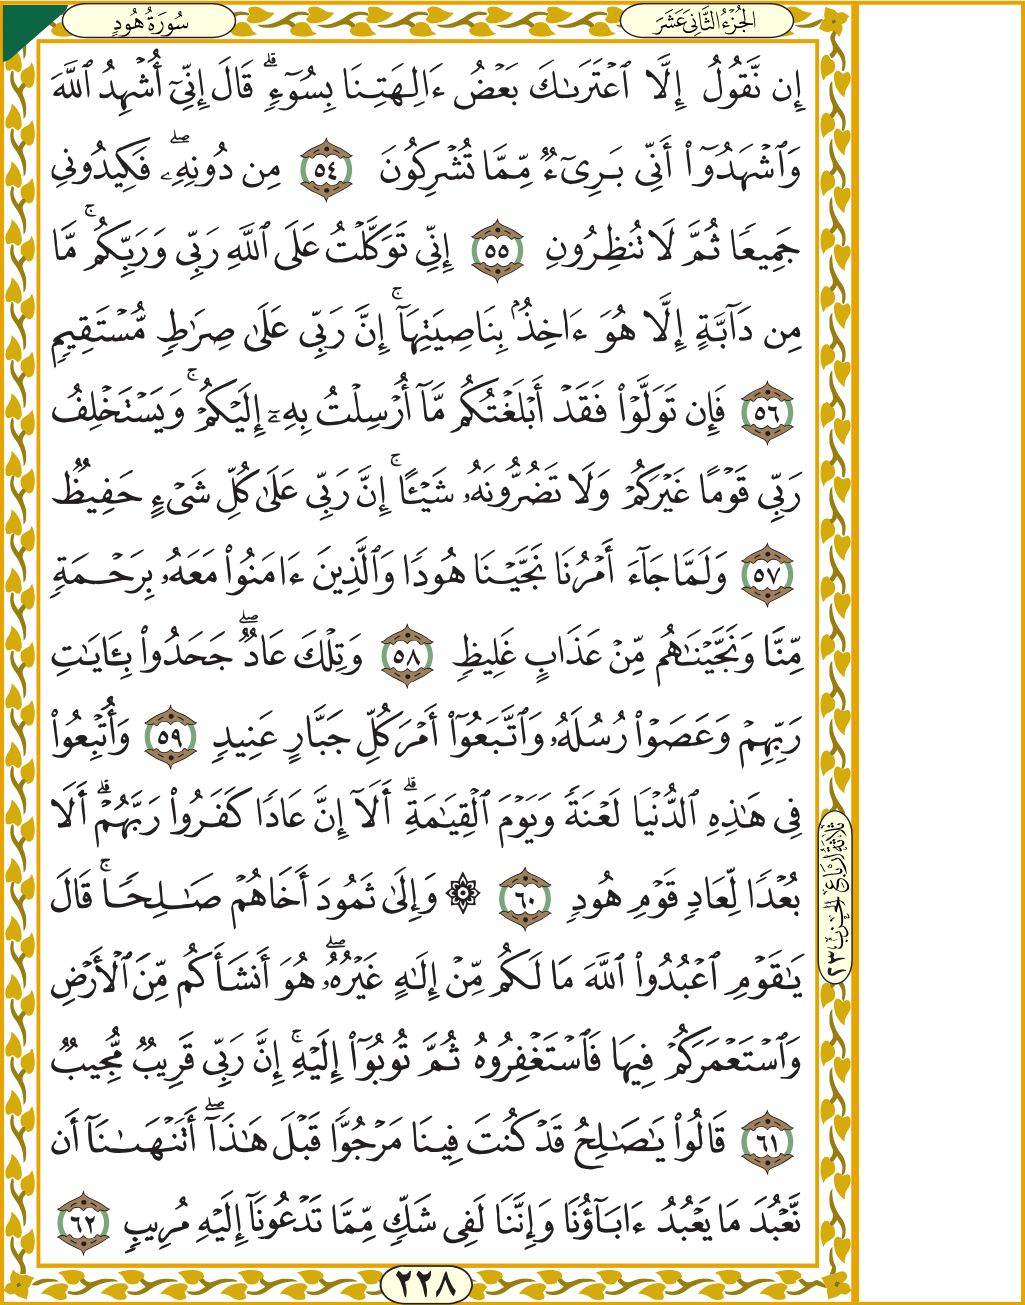 سُورَةُ هُودٍ
الجُزْءُ الثَّانِيَ عَشَرَ
إِن نَّقُولُ إِلَّا ٱعْتَرَىٰكَ بَعْضُ ءَالِهَتِنَا بِسُوٓءٍۗ قَالَ إِنِّىٓ أُشْهِدُ ٱللَّهَ
وَٱشْهَدُوٓا۟ أَنِّى بَرِىٓءٌ مِّمَّا تُشْرِكُونَ ٥٤ مِن دُونِهِۦۖ فَكِيدُونِى
جَمِيعًا ثُمَّ لَا تُنظِرُونِ ٥٥ إِنِّى تَوَكَّلْتُ عَلَى ٱللَّهِ رَبِّى وَرَبِّكُمۚ مَّا
مِن دَآبَّةٍ إِلَّا هُوَ ءَاخِذٌۢ بِنَاصِيَتِهَآۚ إِنَّ رَبِّى عَلَىٰ صِرَٰطٍ مُّسْتَقِيمٍ
٥٦ فَإِن تَوَلَّوْا۟ فَقَدْ أَبْلَغْتُكُم مَّآ أُرْسِلْتُ بِهِۦٓ إِلَيْكُمْۚ وَيَسْتَخْلِفُ
رَبِّى قَوْمًا غَيْرَكُمْ وَلَا تَضُرُّونَهُۥ شَيْـًٔاۚ إِنَّ رَبِّى عَلَىٰ كُلِّ شَىْءٍ حَفِيظٌ
٥٧ وَلَمَّا جَآءَ أَمْرُنَا نَجَّيْنَا هُودًا وَٱلَّذِينَ ءَامَنُوا۟ مَعَهُۥ بِرَحْمَةٍ
مِّنَّا وَنَجَّيْنَٰهُم مِّنْ عَذَابٍ غَلِيظٍ ٥٨ وَتِلْكَ عَادٌۖ جَحَدُوا۟ بِـَٔايَٰتِ
رَبِّهِمْ وَعَصَوْا۟ رُسُلَهُۥ وَٱتَّبَعُوٓا۟ أَمْرَ كُلِّ جَبَّارٍ عَنِيدٍ ٥٩ وَأُتْبِعُوا۟
فِى هَٰذِهِ ٱلدُّنْيَا لَعْنَةً وَيَوْمَ ٱلْقِيَٰمَةِۗ أَلَآ إِنَّ عَادًا كَفَرُوا۟ رَبَّهُمْۗ أَلَا
بُعْدًا لِّعَادٍ قَوْمِ هُودٍ ٦٠ ۞ وَإِلَىٰ ثَمُودَ أَخَاهُمْ صَٰلِحًاۚ قَالَ
يَٰقَوْمِ ٱعْبُدُوا۟ ٱللَّهَ مَا لَكُم مِّنْ إِلَٰهٍ غَيْرُهُۥۖ هُوَ أَنشَأَكُم مِّنَ ٱلْأَرْضِ
وَٱسْتَعْمَرَكُمْ فِيهَا فَٱسْتَغْفِرُوهُ ثُمَّ تُوبُوٓا۟ إِلَيْهِۚ إِنَّ رَبِّى قَرِيبٌ مُّجِيبٌ
٦١ قَالُوا۟ يَٰصَٰلِحُ قَدْ كُنتَ فِينَا مَرْجُوًّا قَبْلَ هَٰذَآۖ أَتَنْهَىٰنَآ أَن
نَّعْبُدَ مَا يَعْبُدُ ءَابَآؤُنَا وَإِنَّنَا لَفِى شَكٍّ مِّمَّا تَدْعُونَآ إِلَيْهِ مُرِيبٍ ٦٢
ثَلَاثَةُ أَرْبَاعِ الحِزْبِ ٢٣
٢٢٨